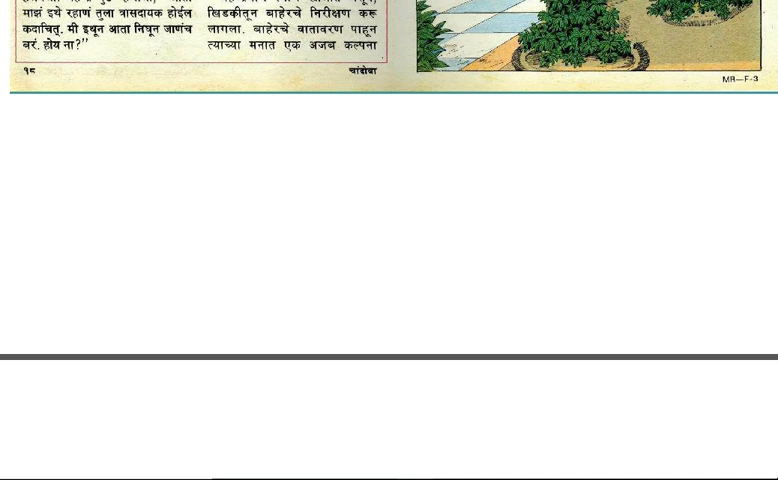 माझं इथे रहाणं तुला त्रासदायक होईल
कदाचित्. मी इथून आता निघून जाणंच
बरं. होय ना?”
खिडकीतून बाहेरचे निरीक्षण करू
लागला. बाहेरचे वातावरण पाहून
त्याच्या मनात एक अजब कल्पना
१८
चांदोबा
MR—F-3